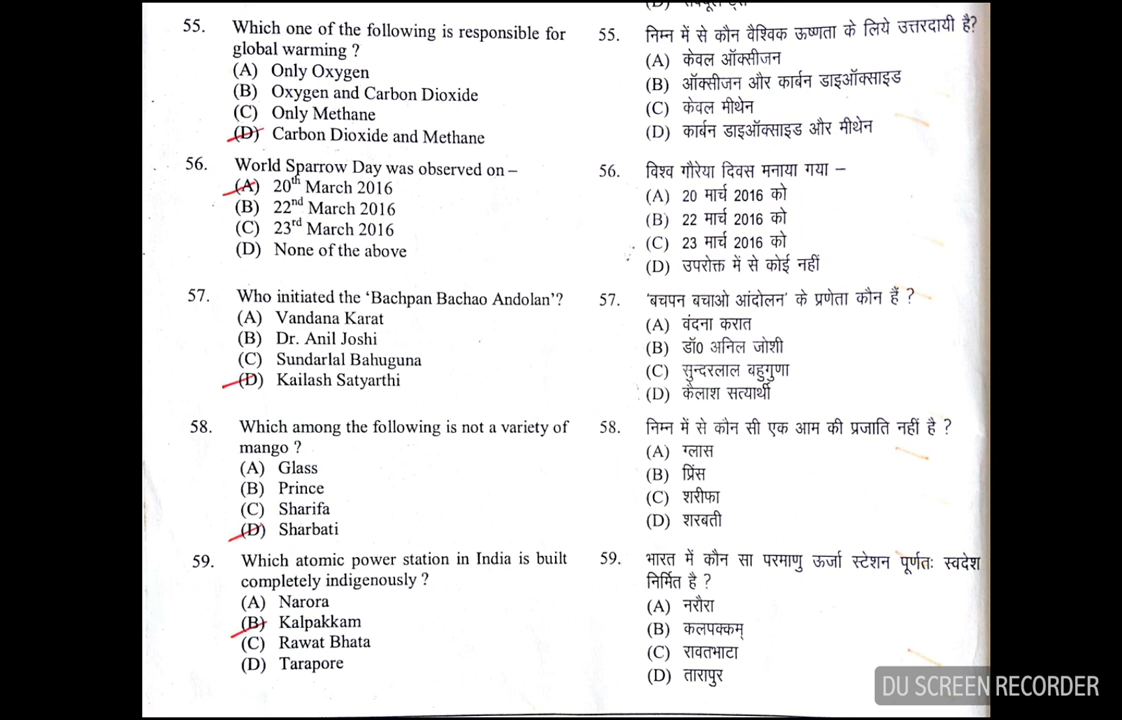 55. Which one of the following is responsible for
global warming ?
(A) Only Oxygen
(B) Oxygen and Carbon Dioxide
(C) Only Methane
(D) Carbon Dioxide and Methane
56. World Sparrow Day was observed on –
(A) 20th March 2016
(B) 22nd March 2016
(C) 23rd March 2016
(D) None of the above
57. Who initiated the ‘Bachpan Bachao Andolan’?
(A) Vandana Karat
(B) Dr. Anil Joshi
(C) Sundarlal Bahuguna
(D) Kailash Satyarthi
58. Which among the following is not a variety of
mango ?
(A) Glass
(B) Prince
(C) Sharifa
(D) Sharbati
59. Which atomic power station in India is built
completely indigenously ?
(A) Narora
(B) Kalpakkam
(C) Rawat Bhata
(D) Tarapore
55. निम्न में से कौन वैश्विक ऊष्णता के लिये उत्तरदायी है?
(A) केवल ऑक्सीजन
(B) ऑक्सीजन और कार्बन डाइऑक्साइड
(C) केवल मीथेन
(D) कार्बन डाइऑक्साइड और मीथेन
56. विश्व गौरेया दिवस मनाया गया –
(A) 20 मार्च 2016 को
(B) 22 मार्च 2016 को
(C) 23 मार्च 2016 को
(D) उपरोक्त में से कोई नहीं
57. ‘बचपन बचाओ आंदोलन’ के प्रणेता कौन हैं ?
(A) वंदना करात
(B) डॉ0 अनिल जोशी
(C) सुन्दरलाल बहुगुणा
(D) कैलाश सत्यार्थी
58. निम्न में से कौन सी एक आम की प्रजाति नहीं है ?
(A) ग्लास
(B) प्रिंस
(C) शरीफा
(D) शरबती
59. भारत में कौन सा परमाणु ऊर्जा स्टेशन पूर्णतः स्वदेश
निर्मित है ?
(A) नरौरा
(B) कलपक्कम्
(C) रावतभाटा
(D) तारापुर
DU SCREEN RECORDER